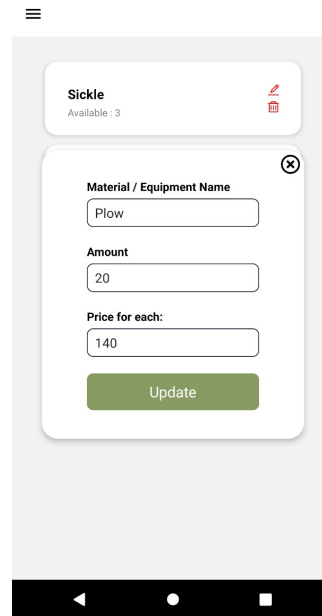 Sickle
Available : 3
Material / Equipment Name
Plow
Amount
20
Price for each:
140
Update